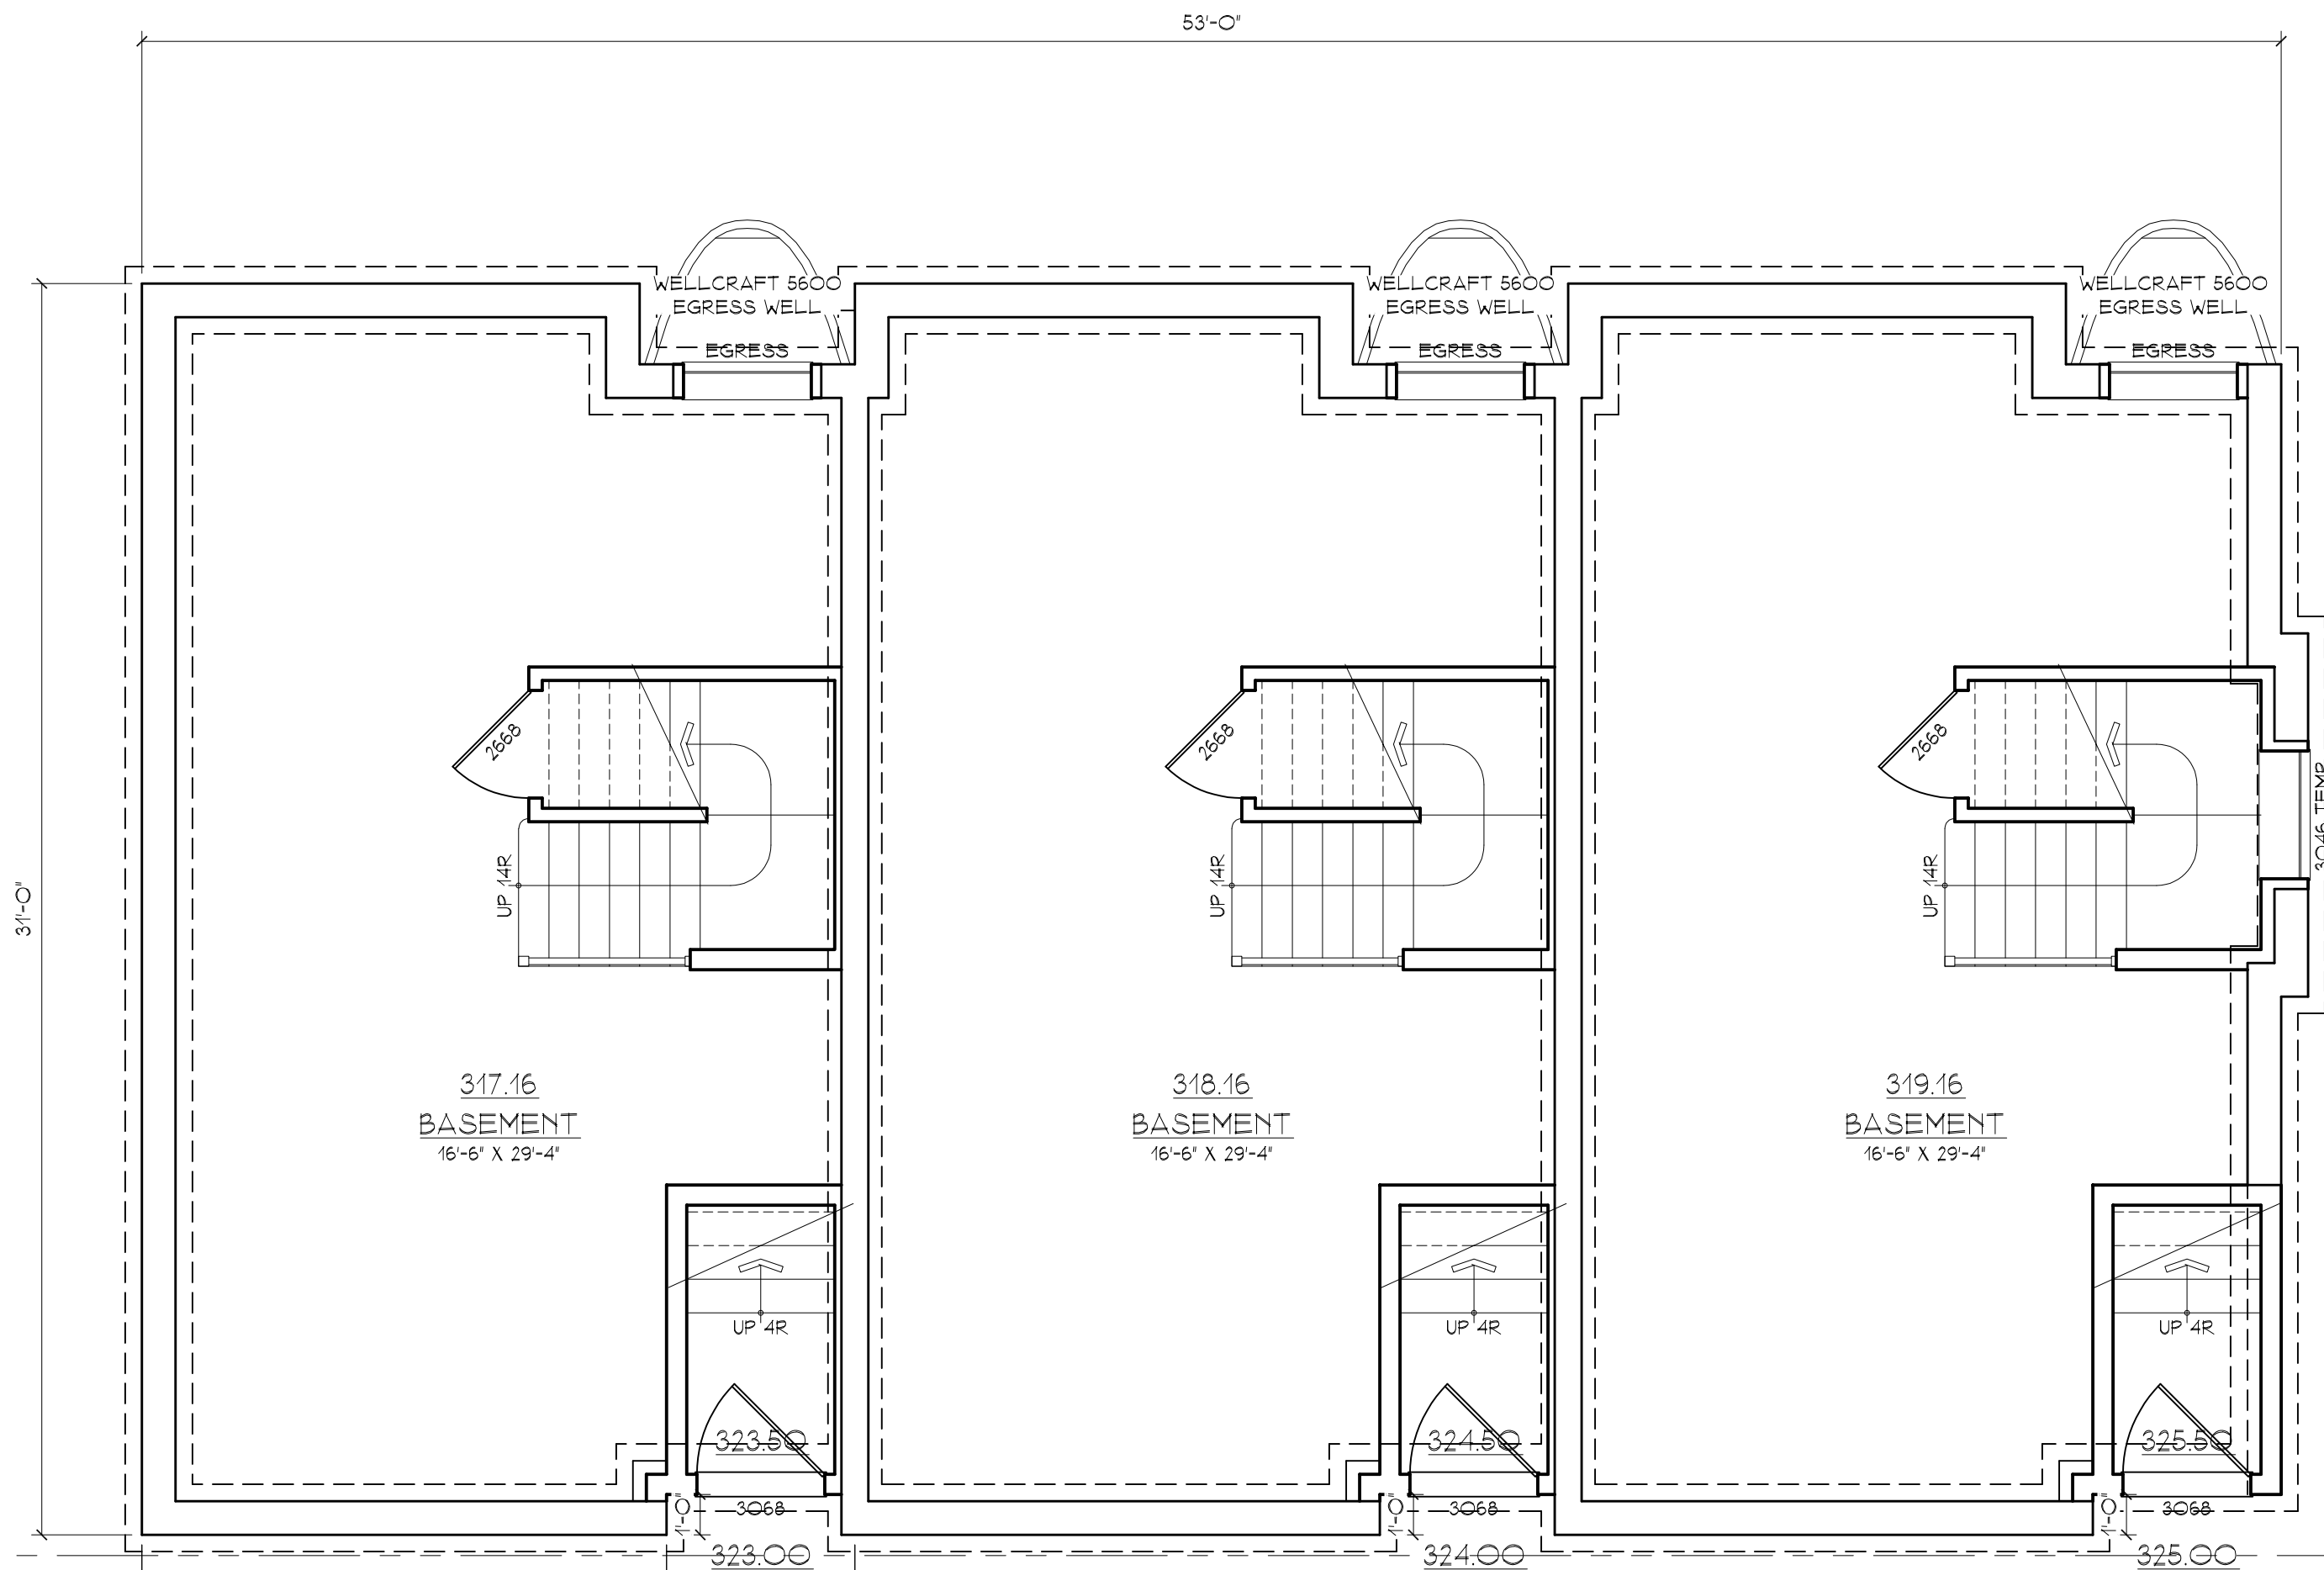 53'-0"
WELLCRAFT 5600
EGRESS WELL
EGRESS
WELLCRAFT 5600
EGRESS WELL
EGRESS
WELLCRAFT 5600
EGRESS WELL
EGRESS
31'-0"
2668
UP 14R
2668
UP 14R
2668
UP 14R
3046 TEMP
317.16
BASEMENT
16'-6" X 29'-4"
318.16
BASEMENT
16'-6" X 29'-4"
319.16
BASEMENT
16'-6" X 29'-4"
UP 4R
UP 4R
UP 4R
323.50
324.50
325.50
1'-0"
3068
1'-0"
3068
1'-0"
3068
323.00
324.00
325.00